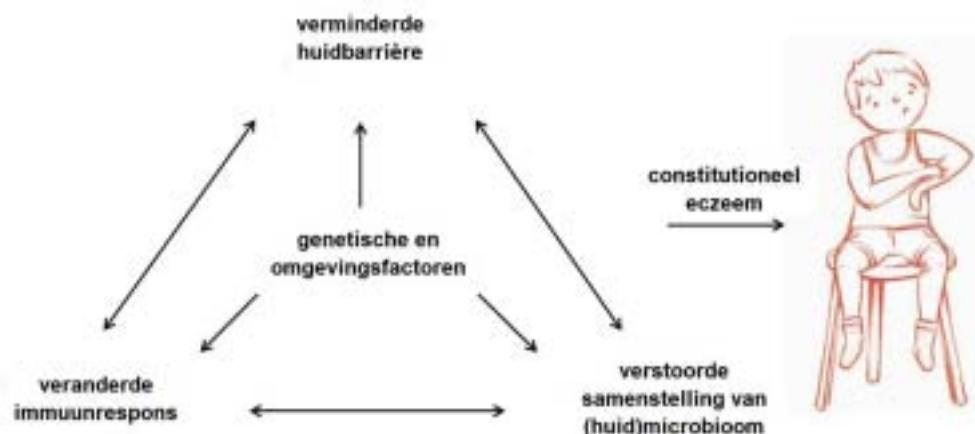 verminderde
huidbarrière
constitutioneel
eczeem
genetische en
omgevingsfactoren
veranderde
immuunrespons
verstoorde
samenstelling van
(huid)microbioom